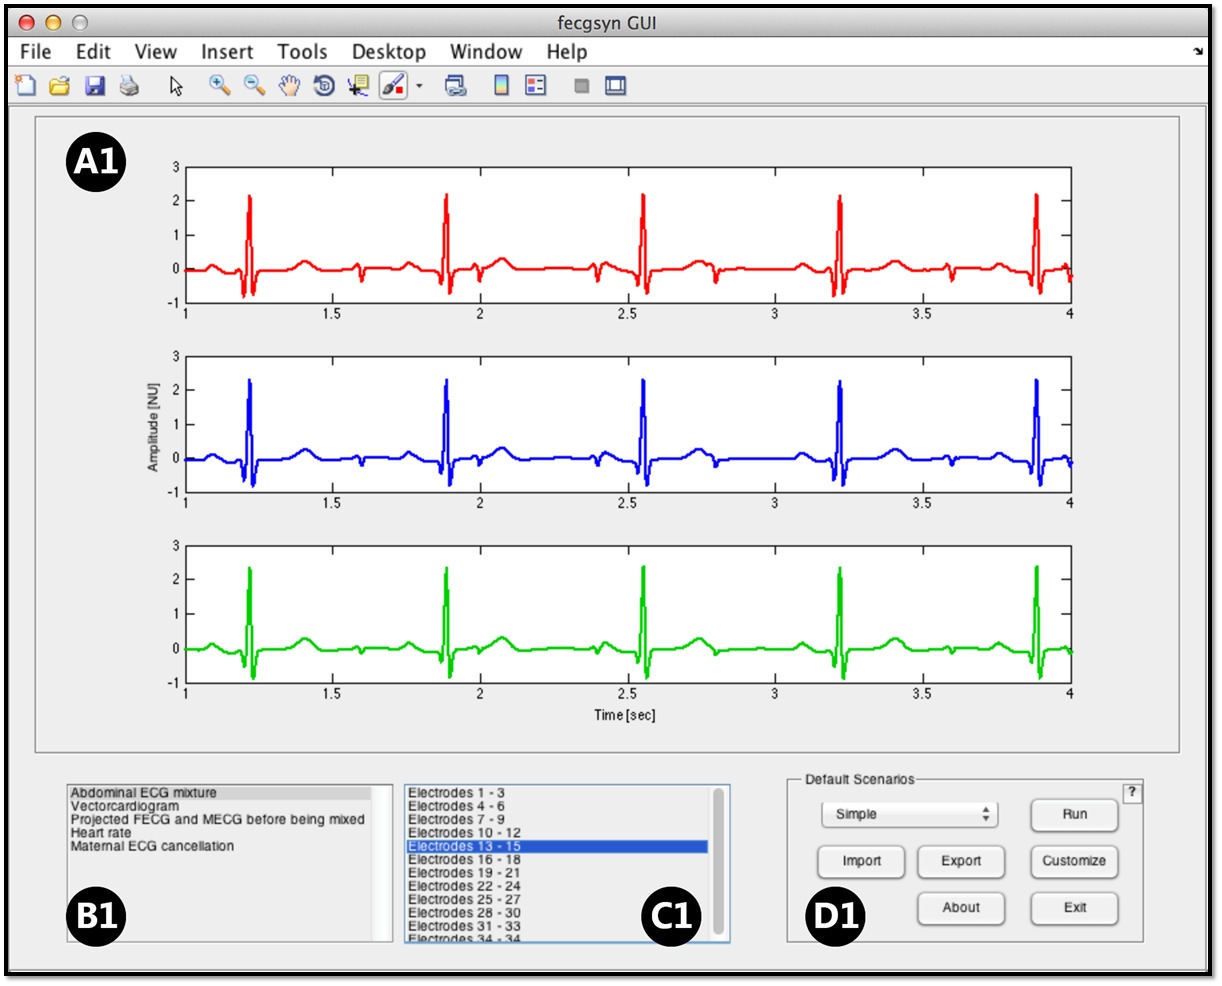 fecgsyn GUI
File Edit View Insert Tools Desktop Window Help
A1
3
2
1
0
-1
1 1.5 2 2.5 3 3.5 4
Amplitude [NU]
3
2
1
0
-1
1 1.5 2 2.5 3 3.5 4
3
2
1
0
-1
1 1.5 2 2.5 3 3.5 4
Time [sec]
Abdominal ECG mixture
Vectorcardiogram
Projected FECG and MECG before being mixed
Heart rate
Maternal ECG cancellation
B1
Electrodes 1 - 3
Electrodes 4 - 6
Electrodes 7 - 9
Electrodes 10 - 12
Electrodes 13 - 15
Electrodes 16 - 18
Electrodes 19 - 21
Electrodes 22 - 24
Electrodes 25 - 27
Electrodes 28 - 30
Electrodes 31 - 33
Electrodes 34 - 34
C1
Default Scenarios
?
Simple Run
Import Export Customize
About Exit
D1